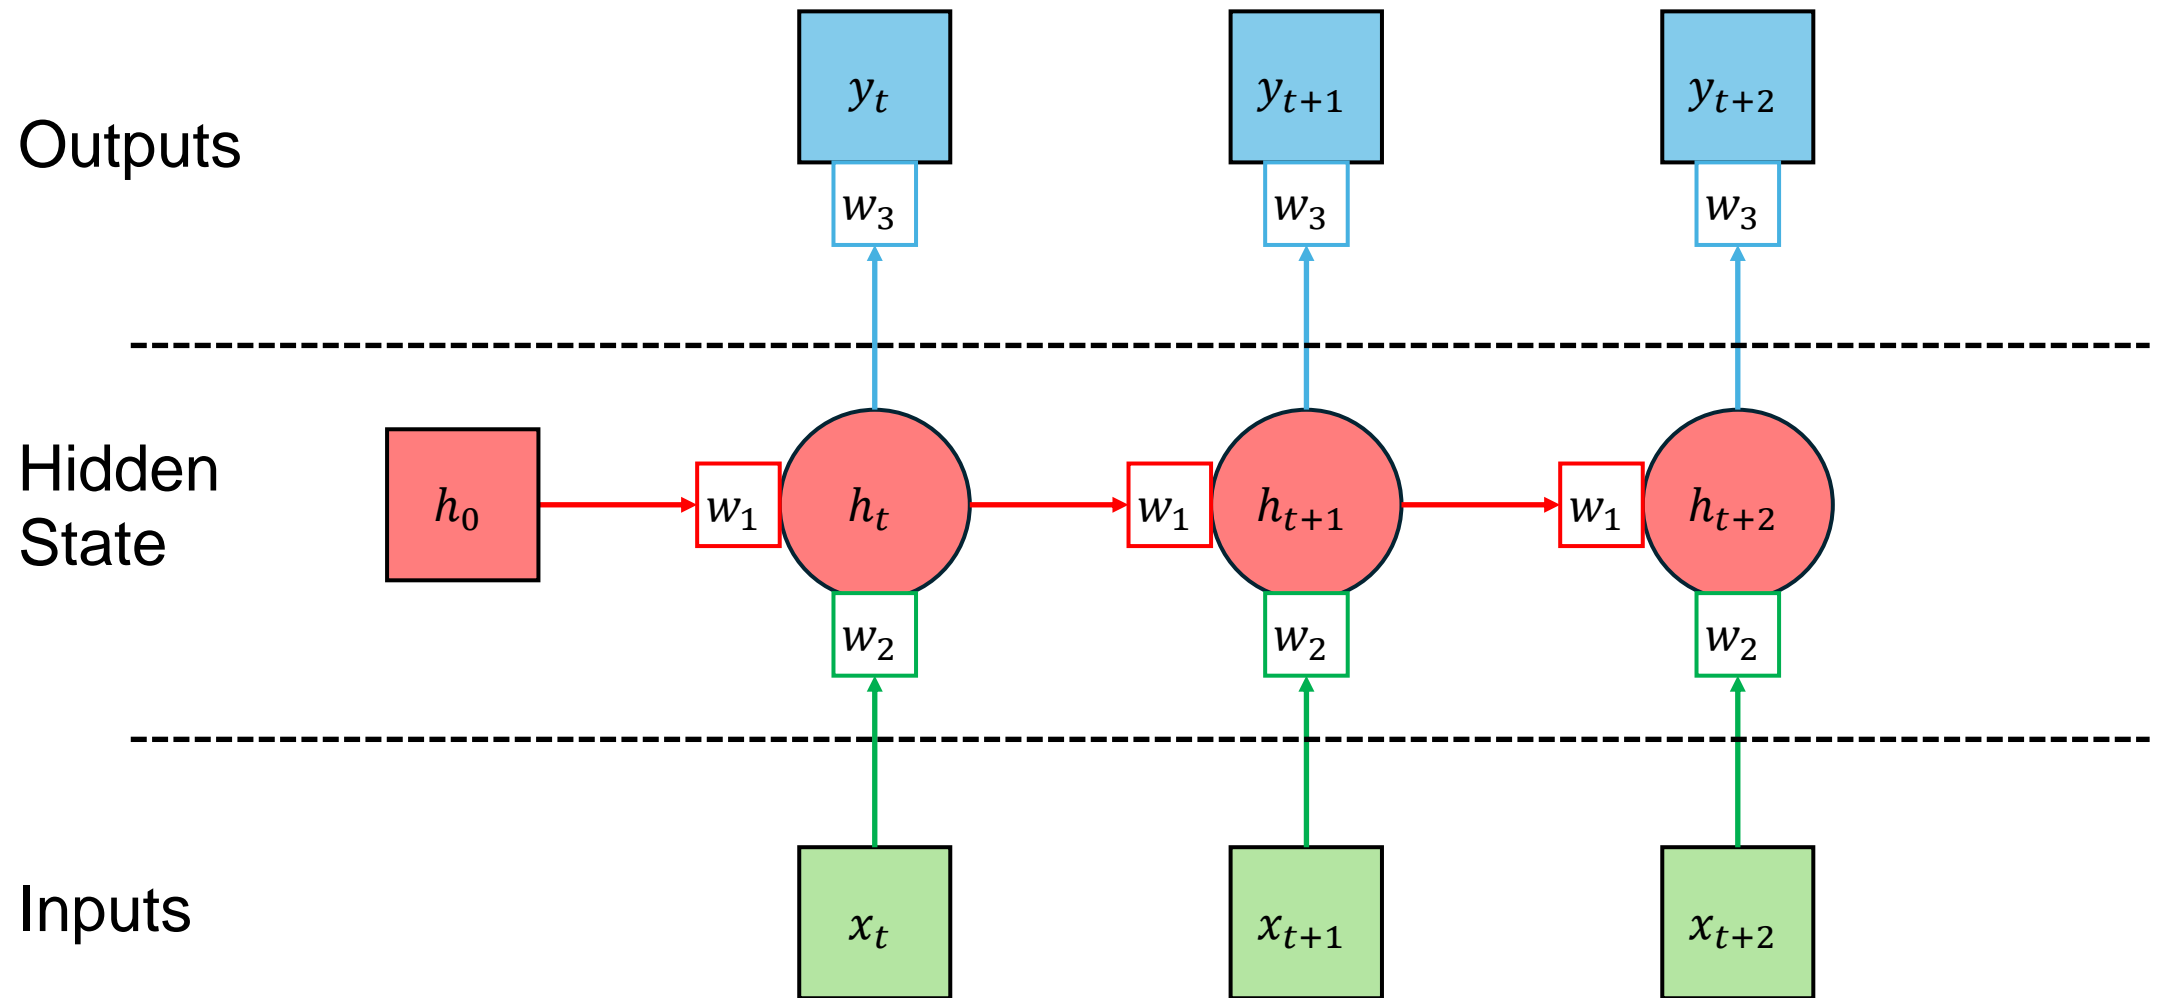 y_t y_{t+1} y_{t+2}
Outputs
w_3 w_3 w_3
Hidden
State
h_0 w_1 h_t w_1 h_{t+1} w_1 h_{t+2}
w_2 w_2 w_2
Inputs
x_t x_{t+1} x_{t+2}